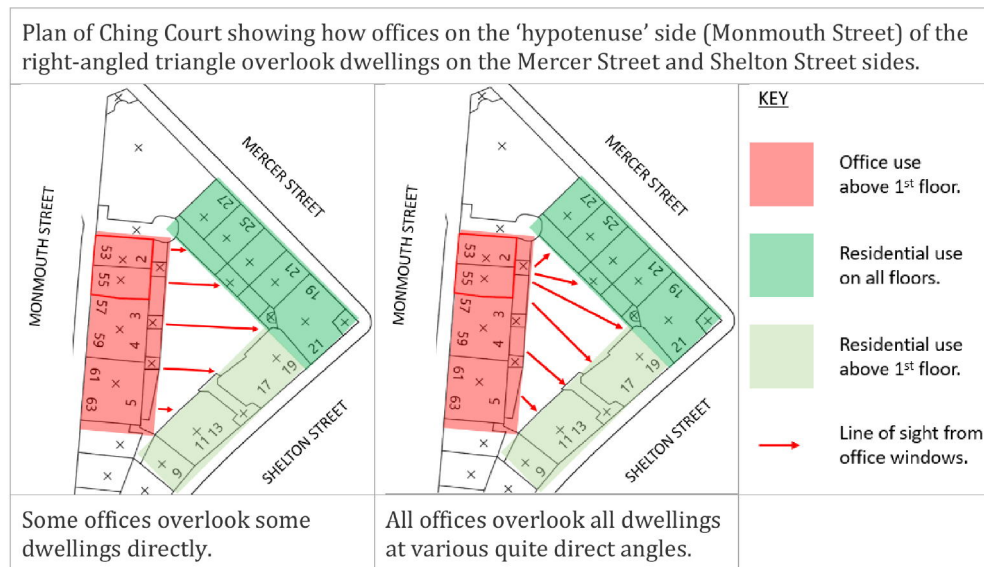 Plan of Ching Court showing how offices on the ‘hypotenuse’ side (Monmouth Street) of the
right-angled triangle overlook dwellings on the Mercer Street and Shelton Street sides.
MONMOUTH STREET
MERCER STREET
SHELTON STREET
27
25
21
19
21
53
2
55
57
3
59
4
61
5
63
19
17
13
11
9
MONMOUTH STREET
MERCER STREET
SHELTON STREET
27
25
21
19
21
53
2
55
57
3
59
4
61
5
63
19
17
13
11
9
KEY
Office use
above 1st floor.
Residential use
on all floors.
Residential use
above 1st floor.
Line of sight from
office windows.
Some offices overlook some
dwellings directly.
All offices overlook all dwellings
at various quite direct angles.